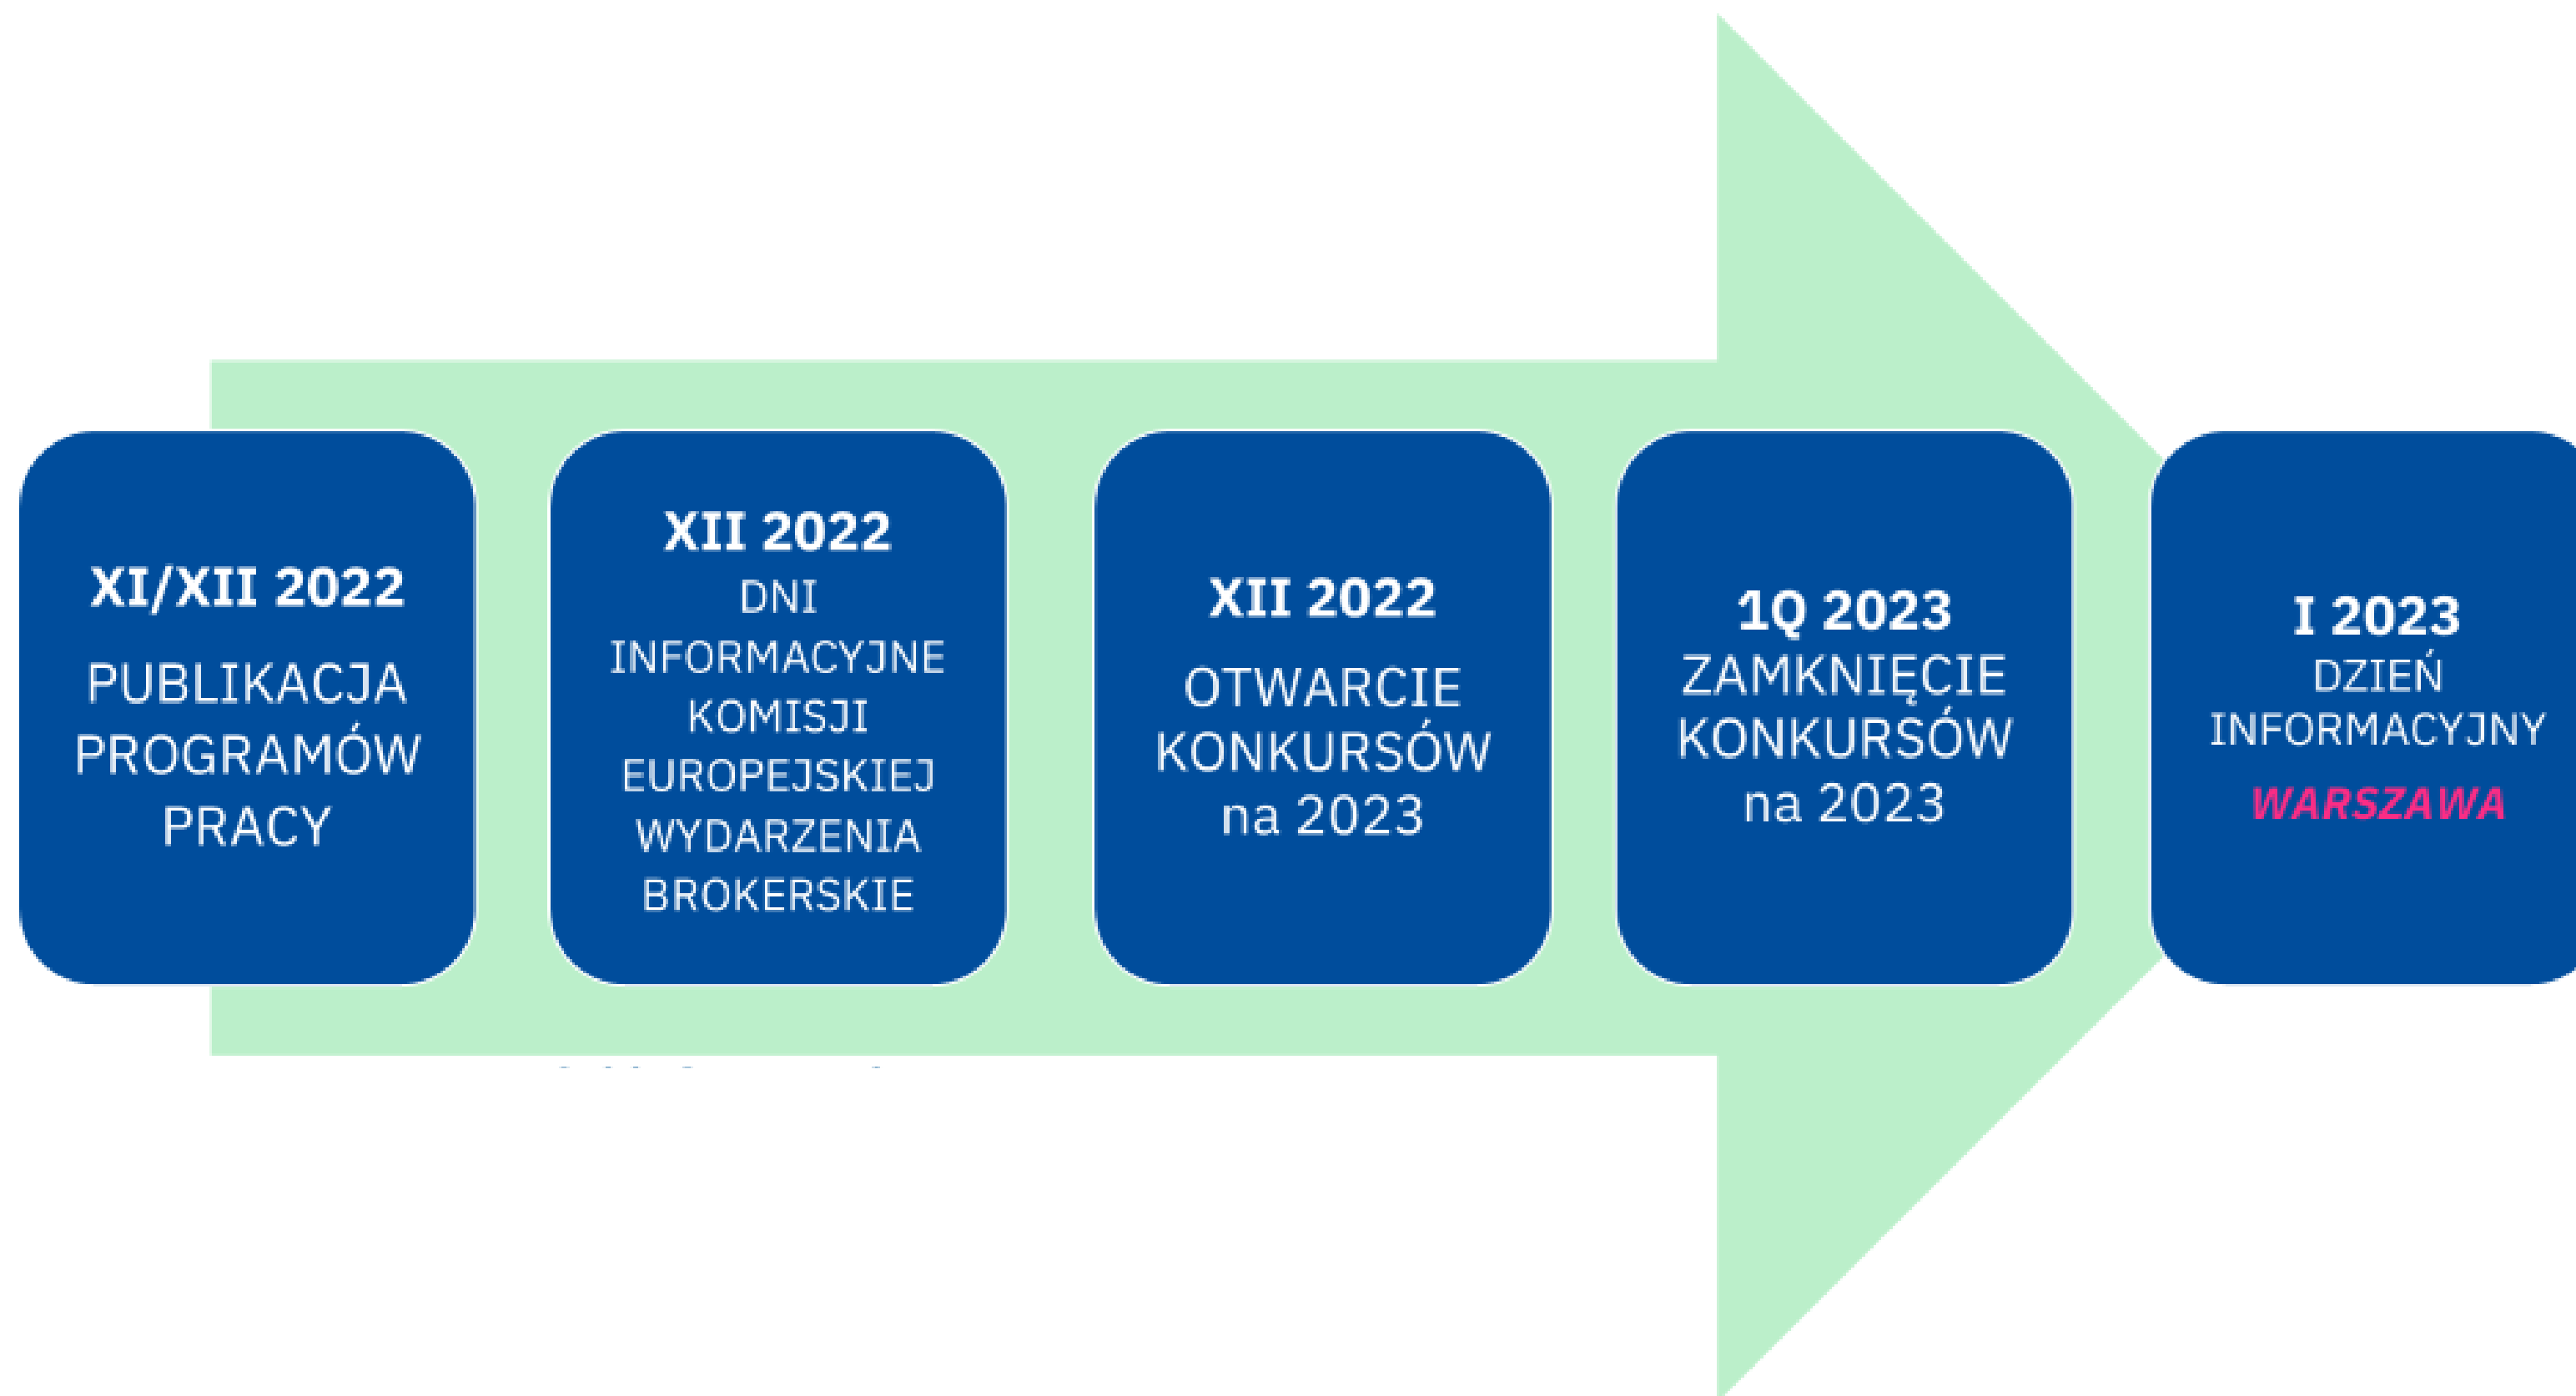 XI/XII 2022
PUBLIKACJA
PROGRAMÓW
PRACY
XII 2022
DNI
INFORMACYJNE
KOMISJI
EUROPEJSKIEJ
WYDARZENIA
BROKERSKIE
XII 2022
OTWARCIE
KONKURSÓW
na 2023
1Q 2023
ZAMKNIĘCIE
KONKURSÓW
na 2023
I 2023
DZIEŃ
INFORMACYJNY
WARSZAWA